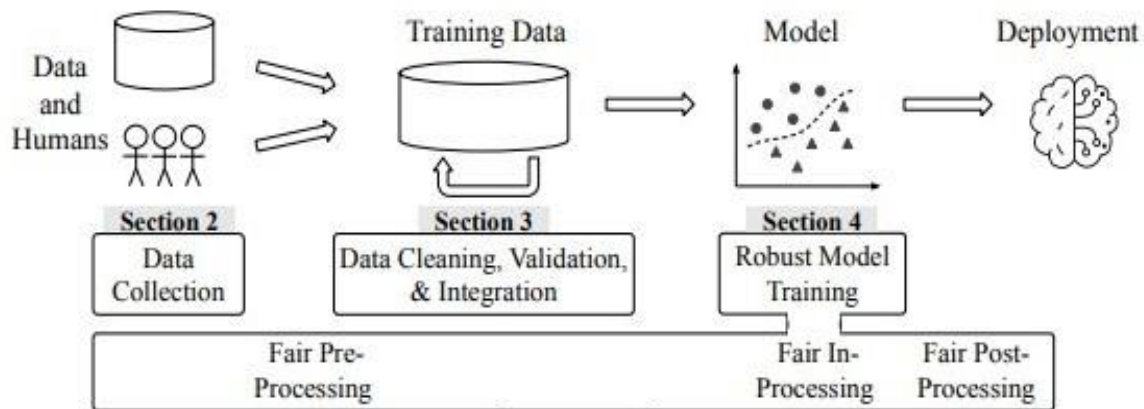 Data
and
Humans
Training Data
Model
Deployment
Section 2
Data
Collection
Section 3
Data Cleaning, Validation,
& Integration
Section 4
Robust Model
Training
Fair Pre-
Processing
Fair In-
Processing
Fair Post-
Processing